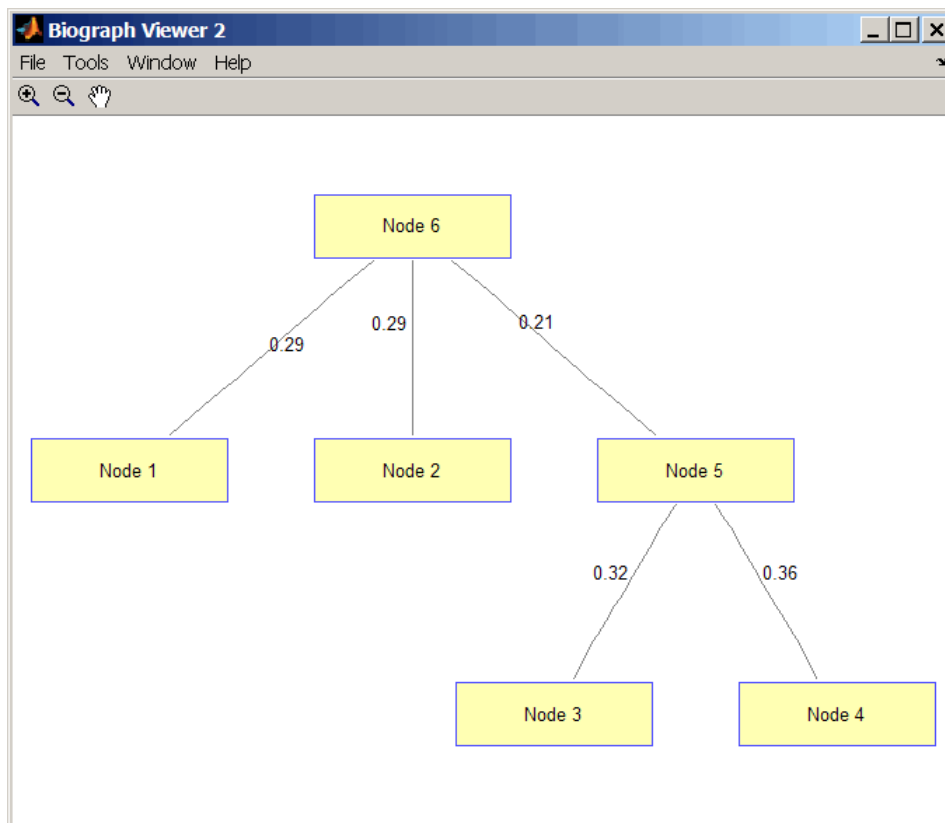 Biograph Viewer 2
File Tools Window Help
Node 6
0.29
0.29
0.21
Node 1
Node 2
Node 5
0.32
0.36
Node 3
Node 4